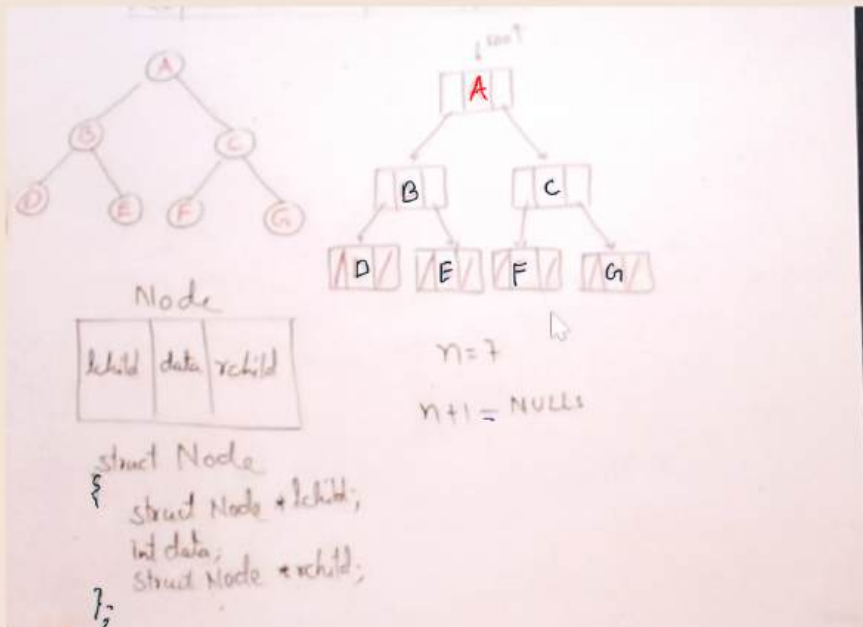 root
A
A
B
C
B
C
D
E
F
G
D
E
F
G
Node
lchild data rchild
n=7
n+1 = NULLs
struct Node
{
struct Node * lchild;
int data;
struct Node * rchild;
};